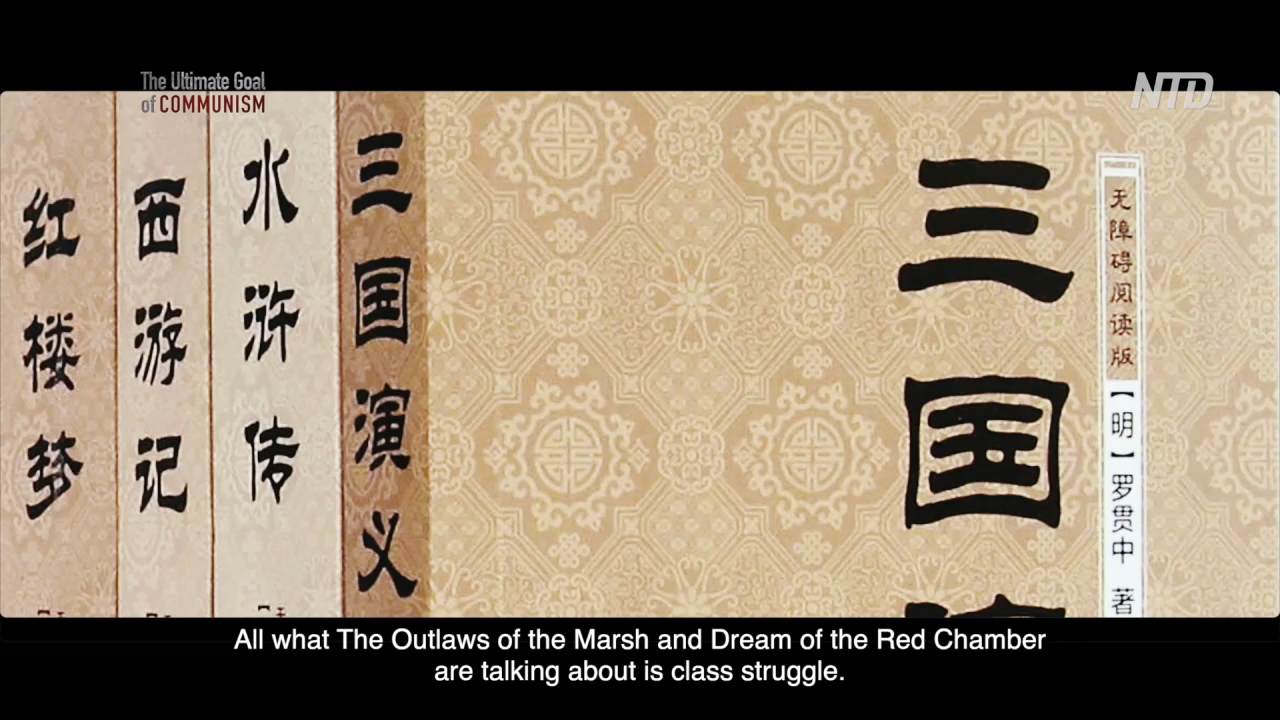 The Ultimate Goal
of COMMUNISM
NTD
红楼梦
西游记
水浒传
三国演义
三国
无障碍阅读版
【明】罗贯中 著
All what The Outlaws of the Marsh and Dream of the Red Chamber
are talking about is class struggle.